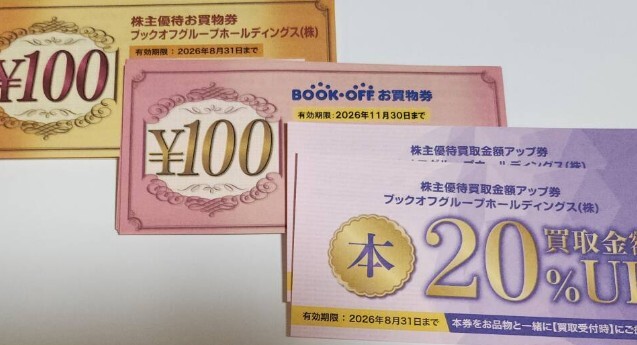 株主優待お買物券
ブックオフグループホールディングス(株)
有効期限：2026年8月31日まで
¥100
BOOK・OFF お買物券
有効期限：2026年11月30日まで
¥100
株主優待買取金額アップ券
株主優待買取金額アップ券
ブックオフグループホールディングス(株)
本
20%UP
買取金額
有効期限：2026年8月31日まで
本券をお品物と一緒に【買取受付時】にご